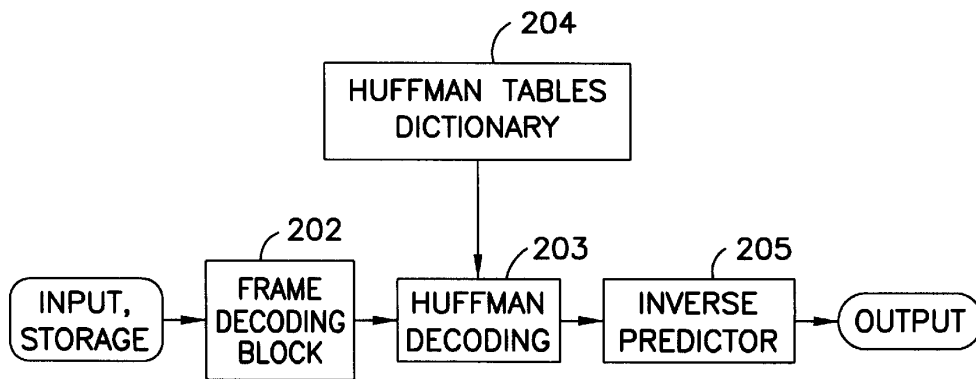 204
HUFFMAN TABLES
DICTIONARY
202
203
205
INPUT,
STORAGE
FRAME
DECODING
BLOCK
HUFFMAN
DECODING
INVERSE
PREDICTOR
OUTPUT